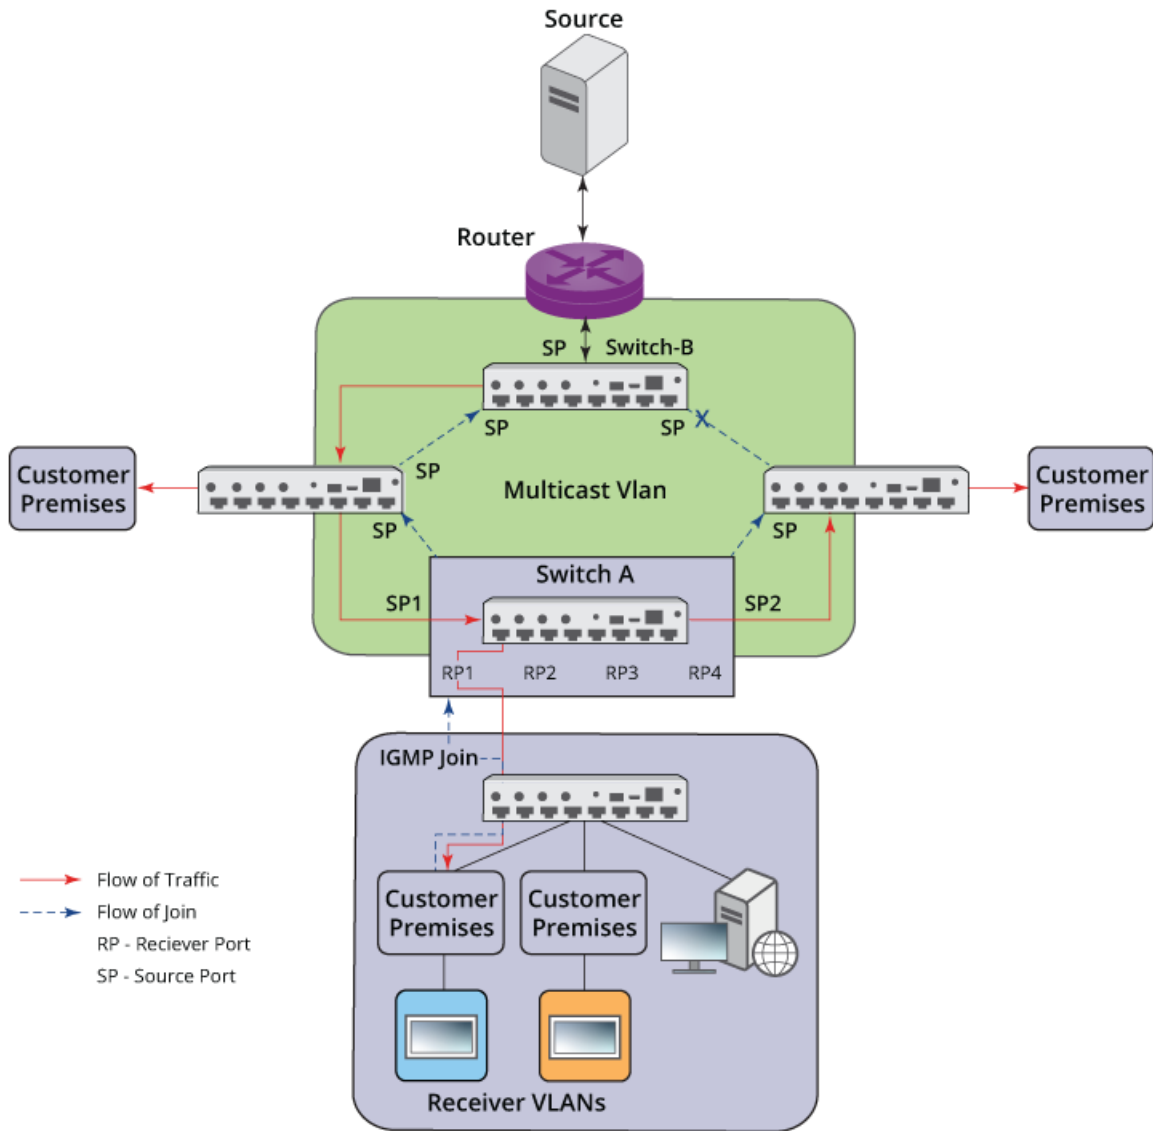 Source
Router
SP
Switch-B
SP
SP
SP
Customer
Premises
Multicast Vlan
Customer
Premises
SP
SP
Switch A
SP1
SP2
RP1
RP2
RP3
RP4
IGMP Join
Flow of Traffic
Flow of Join
RP - Reciever Port
SP - Source Port
Customer
Premises
Customer
Premises
Receiver VLANs